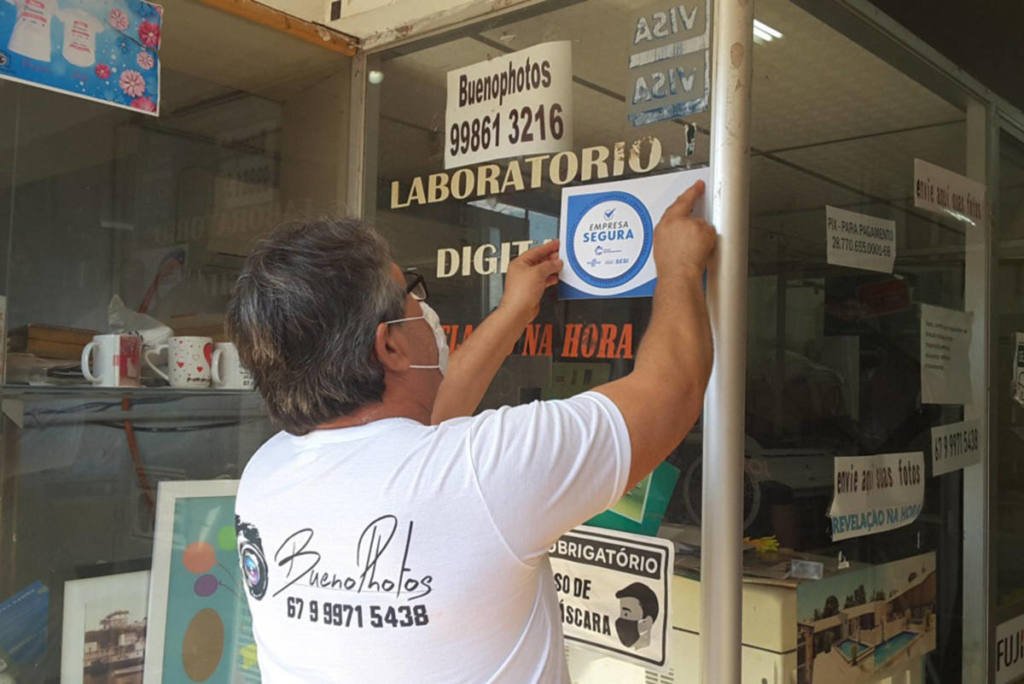 VISA
VISA
Buenophotos
99861 3216
LABORATORIO
DIGI
NA HORA
EMPRESA
SEGURA
SESI
envie aqui suas fotos
PIX - PARA PAGAMENTO
67 9 9971 5438
envie aqui suas fotos
REVELAÇÃO NA HORA
BuenoPhotos
67 9 9971 5438
OBRIGATÓRIO
SO DE
ÁSCARA
FUJI